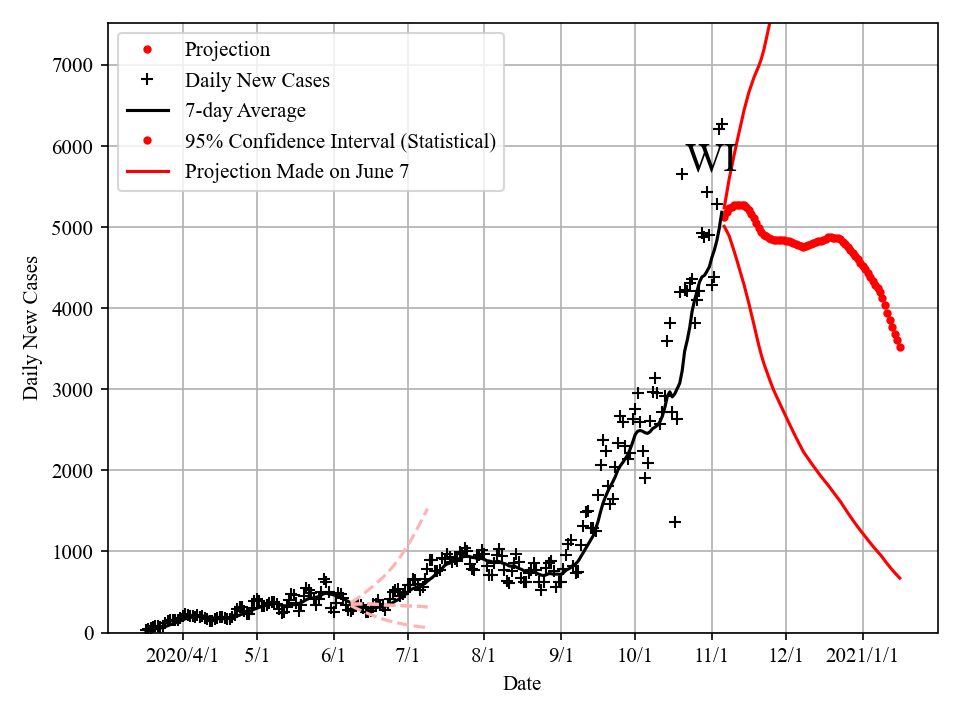 Projection
Daily New Cases
7-day Average
95% Confidence Interval (Statistical)
Projection Made on June 7
WI
7000
6000
5000
4000
3000
2000
1000
0
Daily New Cases
2020/4/1 5/1 6/1 7/1 8/1 9/1 10/1 11/1 12/1 2021/1/1
Date